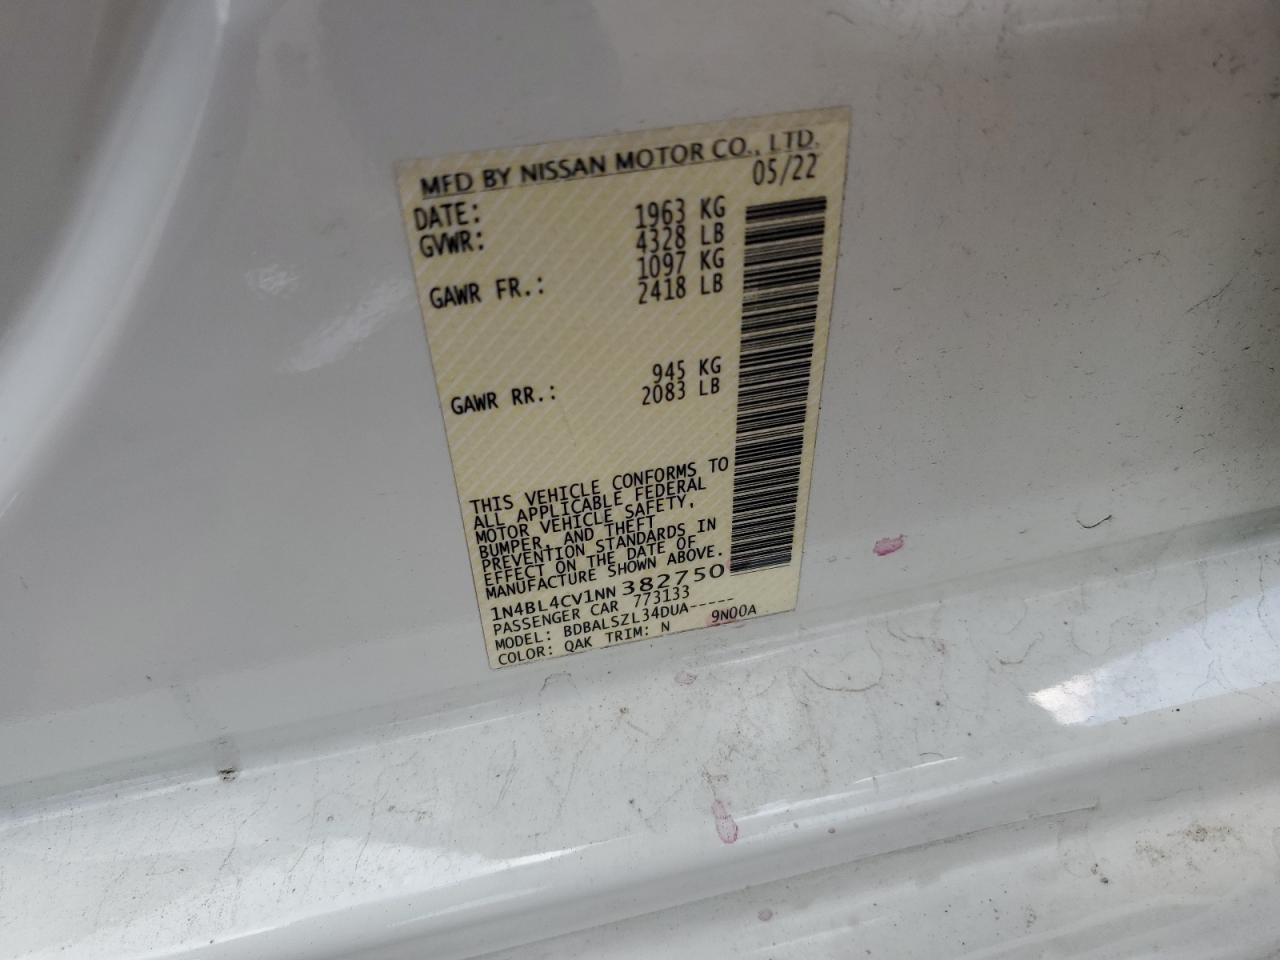 MFD BY NISSAN MOTOR CO., LTD.
DATE: 05/22
GVWR: 1963 KG
4328 LB
GAWR FR.: 1097 KG
2418 LB
GAWR RR.: 945 KG
2083 LB
THIS VEHICLE CONFORMS TO
ALL APPLICABLE FEDERAL
MOTOR VEHICLE SAFETY,
BUMPER, AND THEFT
PREVENTION STANDARDS IN
EFFECT ON THE DATE OF
MANUFACTURE SHOWN ABOVE.
1N4BL4CV1NN382750
PASSENGER CAR 773133
MODEL: BDBALSZL34DUA-----
COLOR: QAK TRIM: N 9N00A